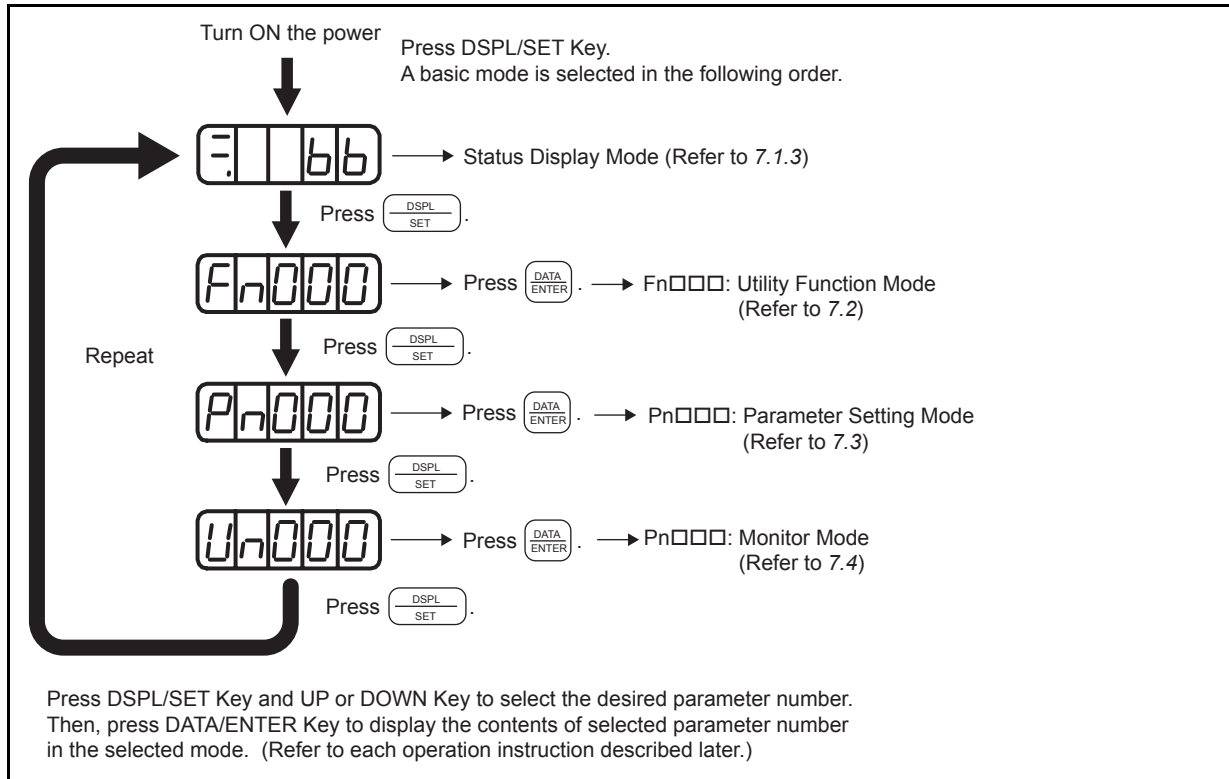 Turn ON the power
Press DSPL/SET Key.
A basic mode is selected in the following order.
bb
Status Display Mode (Refer to 7.1.3)
Press DSPL SET .
Fn000
Press DATA ENTER . Fn□□□: Utility Function Mode
(Refer to 7.2)
Press DSPL SET .
Repeat
Pn000
Press DATA ENTER . Pn□□□: Parameter Setting Mode
(Refer to 7.3)
Press DSPL SET .
Un000
Press DATA ENTER . Pn□□□: Monitor Mode
(Refer to 7.4)
Press DSPL SET .
Press DSPL/SET Key and UP or DOWN Key to select the desired parameter number.
Then, press DATA/ENTER Key to display the contents of selected parameter number
in the selected mode.  (Refer to each operation instruction described later.)